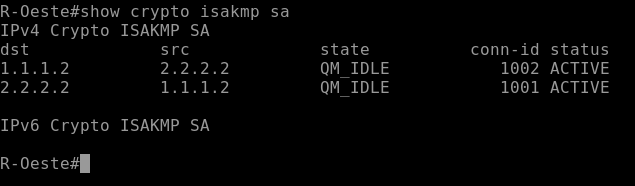 R-Oeste#show crypto isakmp sa
IPv4 Crypto ISAKMP SA
dst             src             state          conn-id status
1.1.1.2         2.2.2.2         QM_IDLE           1002 ACTIVE
2.2.2.2         1.1.1.2         QM_IDLE           1001 ACTIVE
IPv6 Crypto ISAKMP SA
R-Oeste#